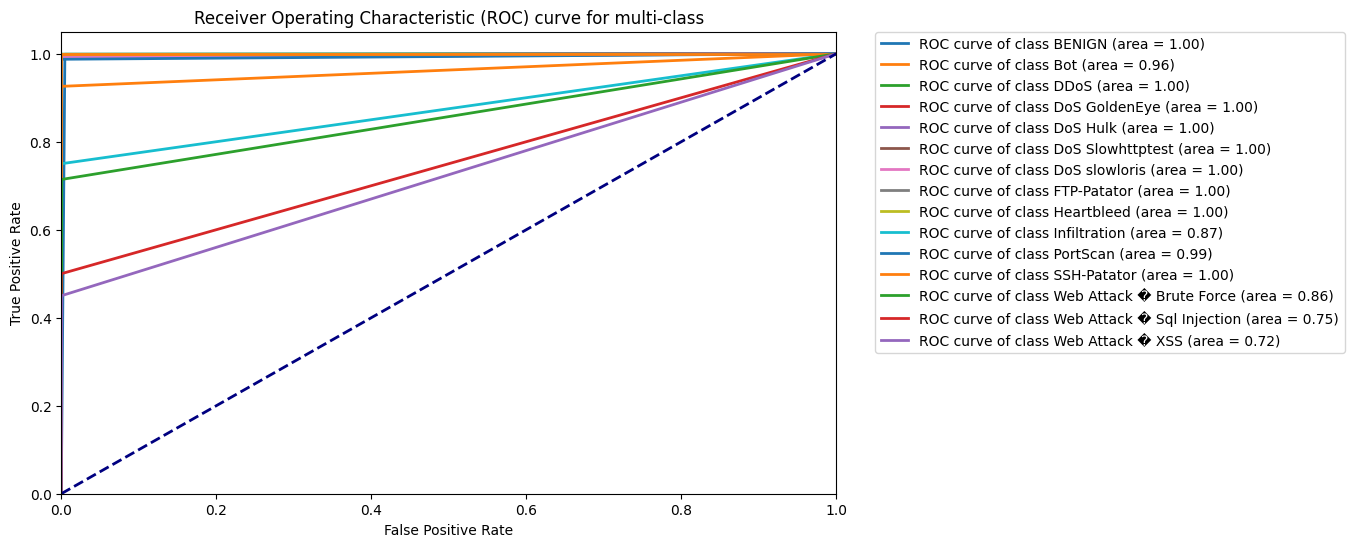 Receiver Operating Characteristic (ROC) curve for multi-class
True Positive Rate
1.0
0.8
0.6
0.4
0.2
0.0
0.0 0.2 0.4 0.6 0.8 1.0
False Positive Rate
ROC curve of class BENIGN (area = 1.00)
ROC curve of class Bot (area = 0.96)
ROC curve of class DDoS (area = 1.00)
ROC curve of class DoS GoldenEye (area = 1.00)
ROC curve of class DoS Hulk (area = 1.00)
ROC curve of class DoS Slowhttptest (area = 1.00)
ROC curve of class DoS slowloris (area = 1.00)
ROC curve of class FTP-Patator (area = 1.00)
ROC curve of class Heartbleed (area = 1.00)
ROC curve of class Infiltration (area = 0.87)
ROC curve of class PortScan (area = 0.99)
ROC curve of class SSH-Patator (area = 1.00)
ROC curve of class Web Attack � Brute Force (area = 0.86)
ROC curve of class Web Attack � Sql Injection (area = 0.75)
ROC curve of class Web Attack � XSS (area = 0.72)